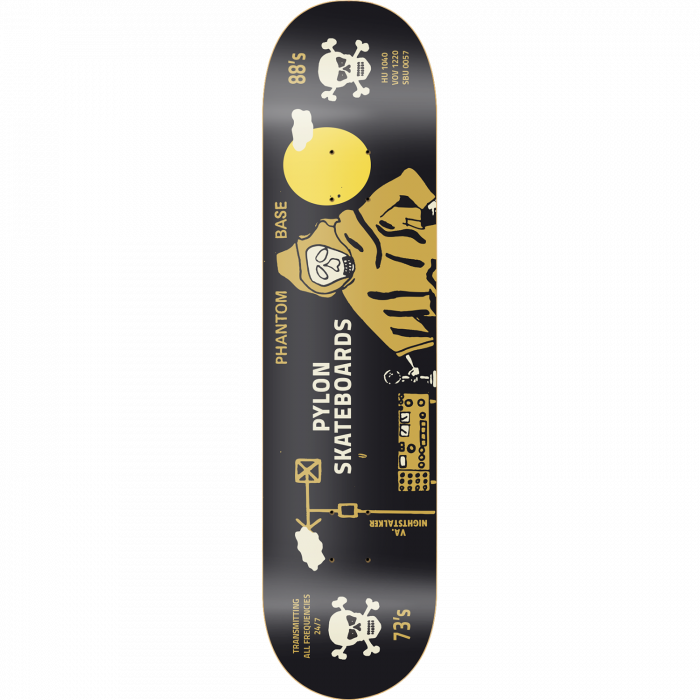 88's
HU 1040
VOV 1220
SBU 0057
PHANTOM BASE
PYLON
SKATEBOARDS
VA.
NIGHTSTALKER
TRANSMITTING
ALL FREQUENCIES
24/7
73's